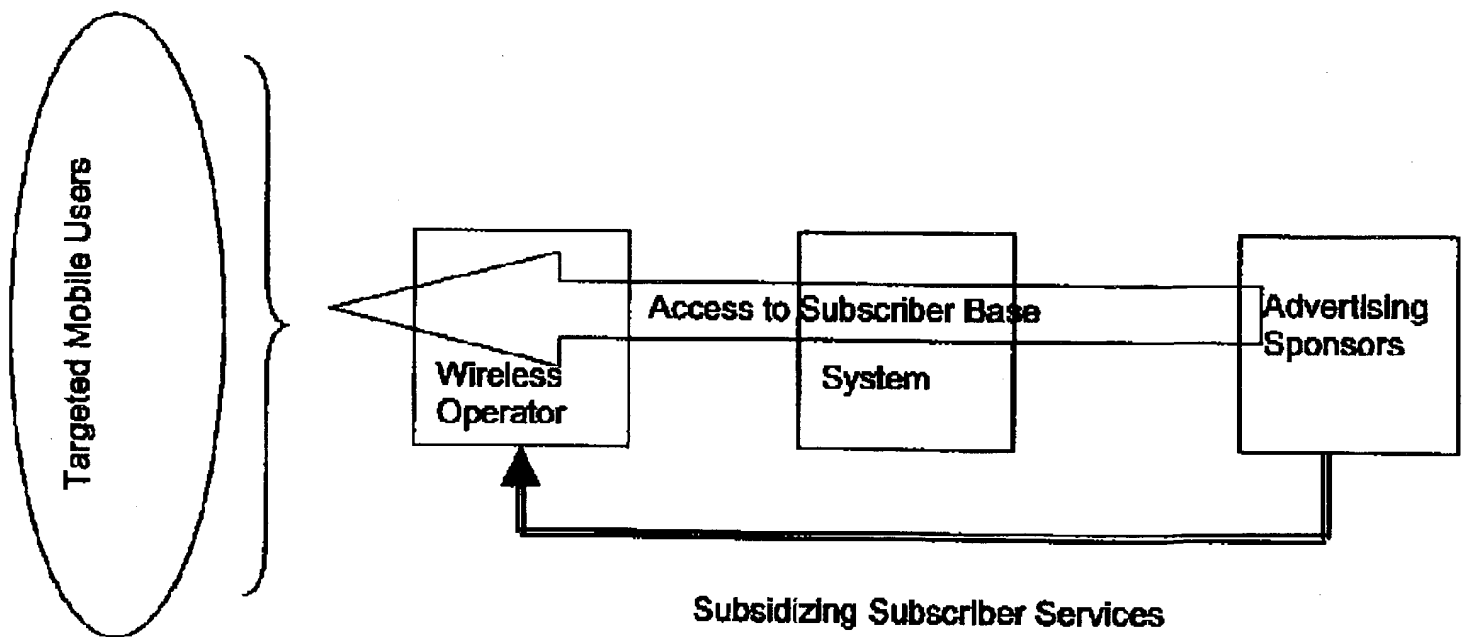 Targeted Mobile Users
Access to Subscriber Base
Advertising
Sponsors
Wireless
Operator
System
Subsidizing Subscriber Services